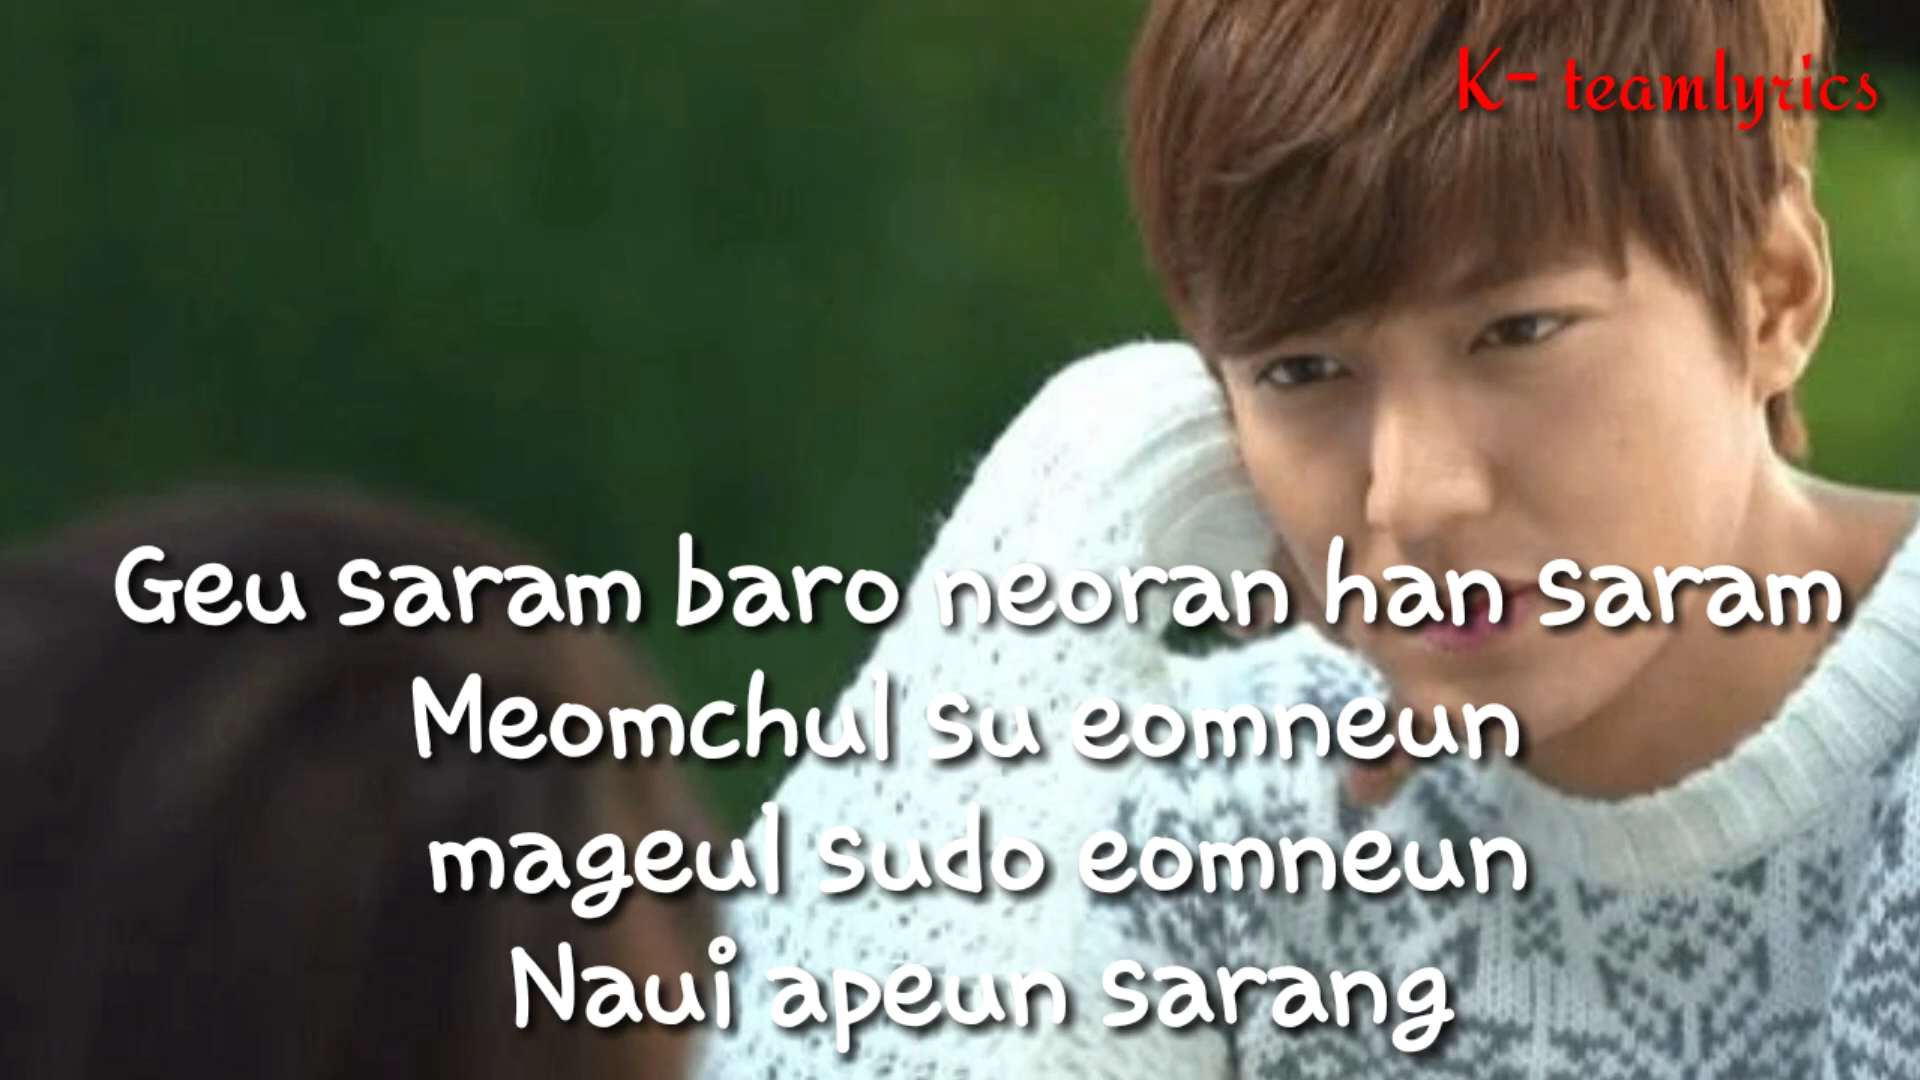 K- teamlyrics
Geu saram baro neoran han saram
Meomchul su eomneun
mageul sudo eomneun
Naui apeun sarang